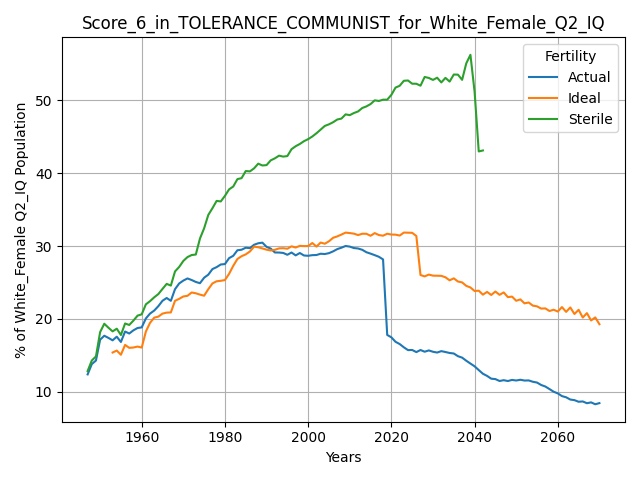 Score_6_in_TOLERANCE_COMMUNIST_for_White_Female_Q2_IQ
% of White_Female Q2_IQ Population
50
40
30
20
10
Fertility
Actual
Ideal
Sterile
1960
1980
2000
2020
2040
2060
Years